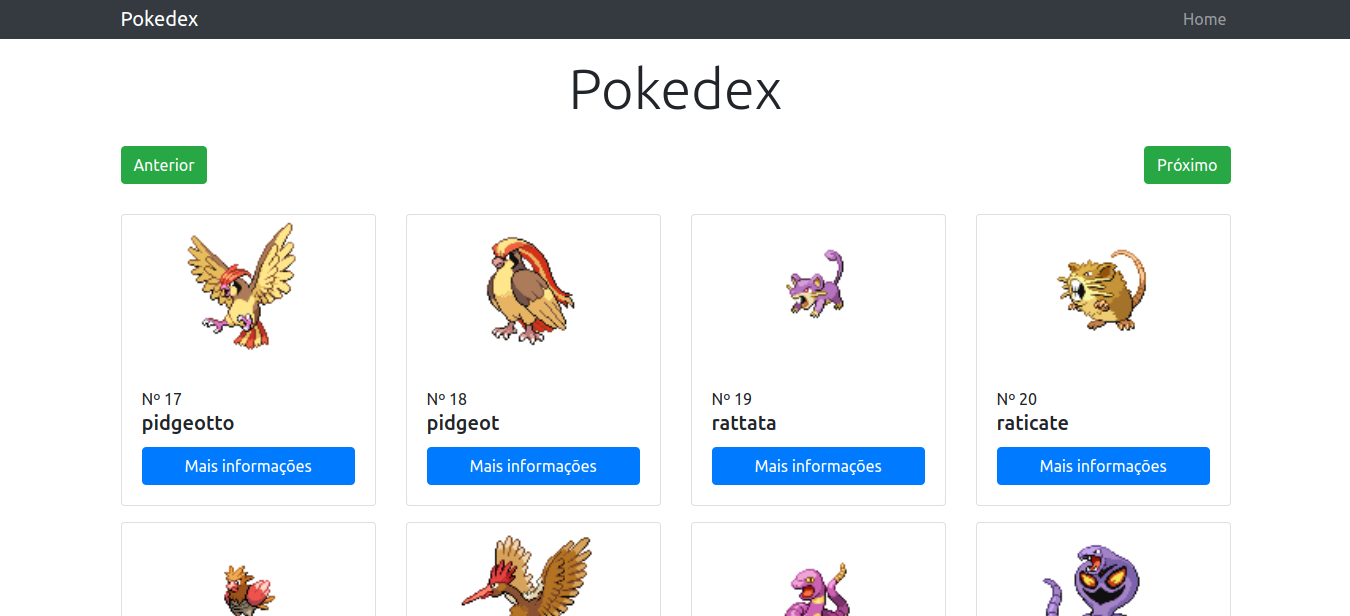 Pokedex
Home
Pokedex
Anterior
Próximo
Nº 17
pidgeotto
Mais informações
Nº 18
pidgeot
Mais informações
Nº 19
rattata
Mais informações
Nº 20
raticate
Mais informações